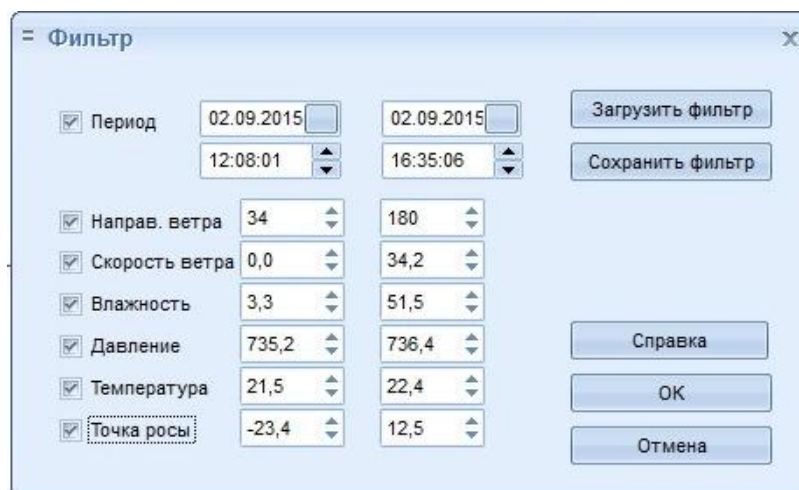 Фильтр
Период 02.09.2015 02.09.2015 Загрузить фильтр
12:08:01 16:35:06 Сохранить фильтр
Направ. ветра 34 180
Скорость ветра 0,0 34,2
Влажность 3,3 51,5
Давление 735,2 736,4 Справка
Температура 21,5 22,4 OK
Точка росы -23,4 12,5 Отмена